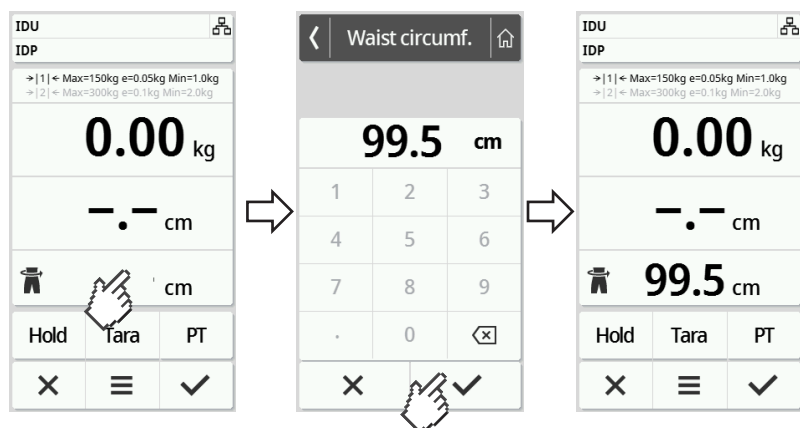 IDU
IDP
→|1|← Max=150kg e=0.05kg Min=1.0kg
→|2|← Max=300kg e=0.1kg Min=2.0kg
0.00 kg
–.– cm
cm
Hold Tara PT
Waist circumf.
99.5 cm
1 2 3
4 5 6
7 8 9
. 0
IDU
IDP
→|1|← Max=150kg e=0.05kg Min=1.0kg
→|2|← Max=300kg e=0.1kg Min=2.0kg
0.00 kg
–.– cm
99.5 cm
Hold Tara PT